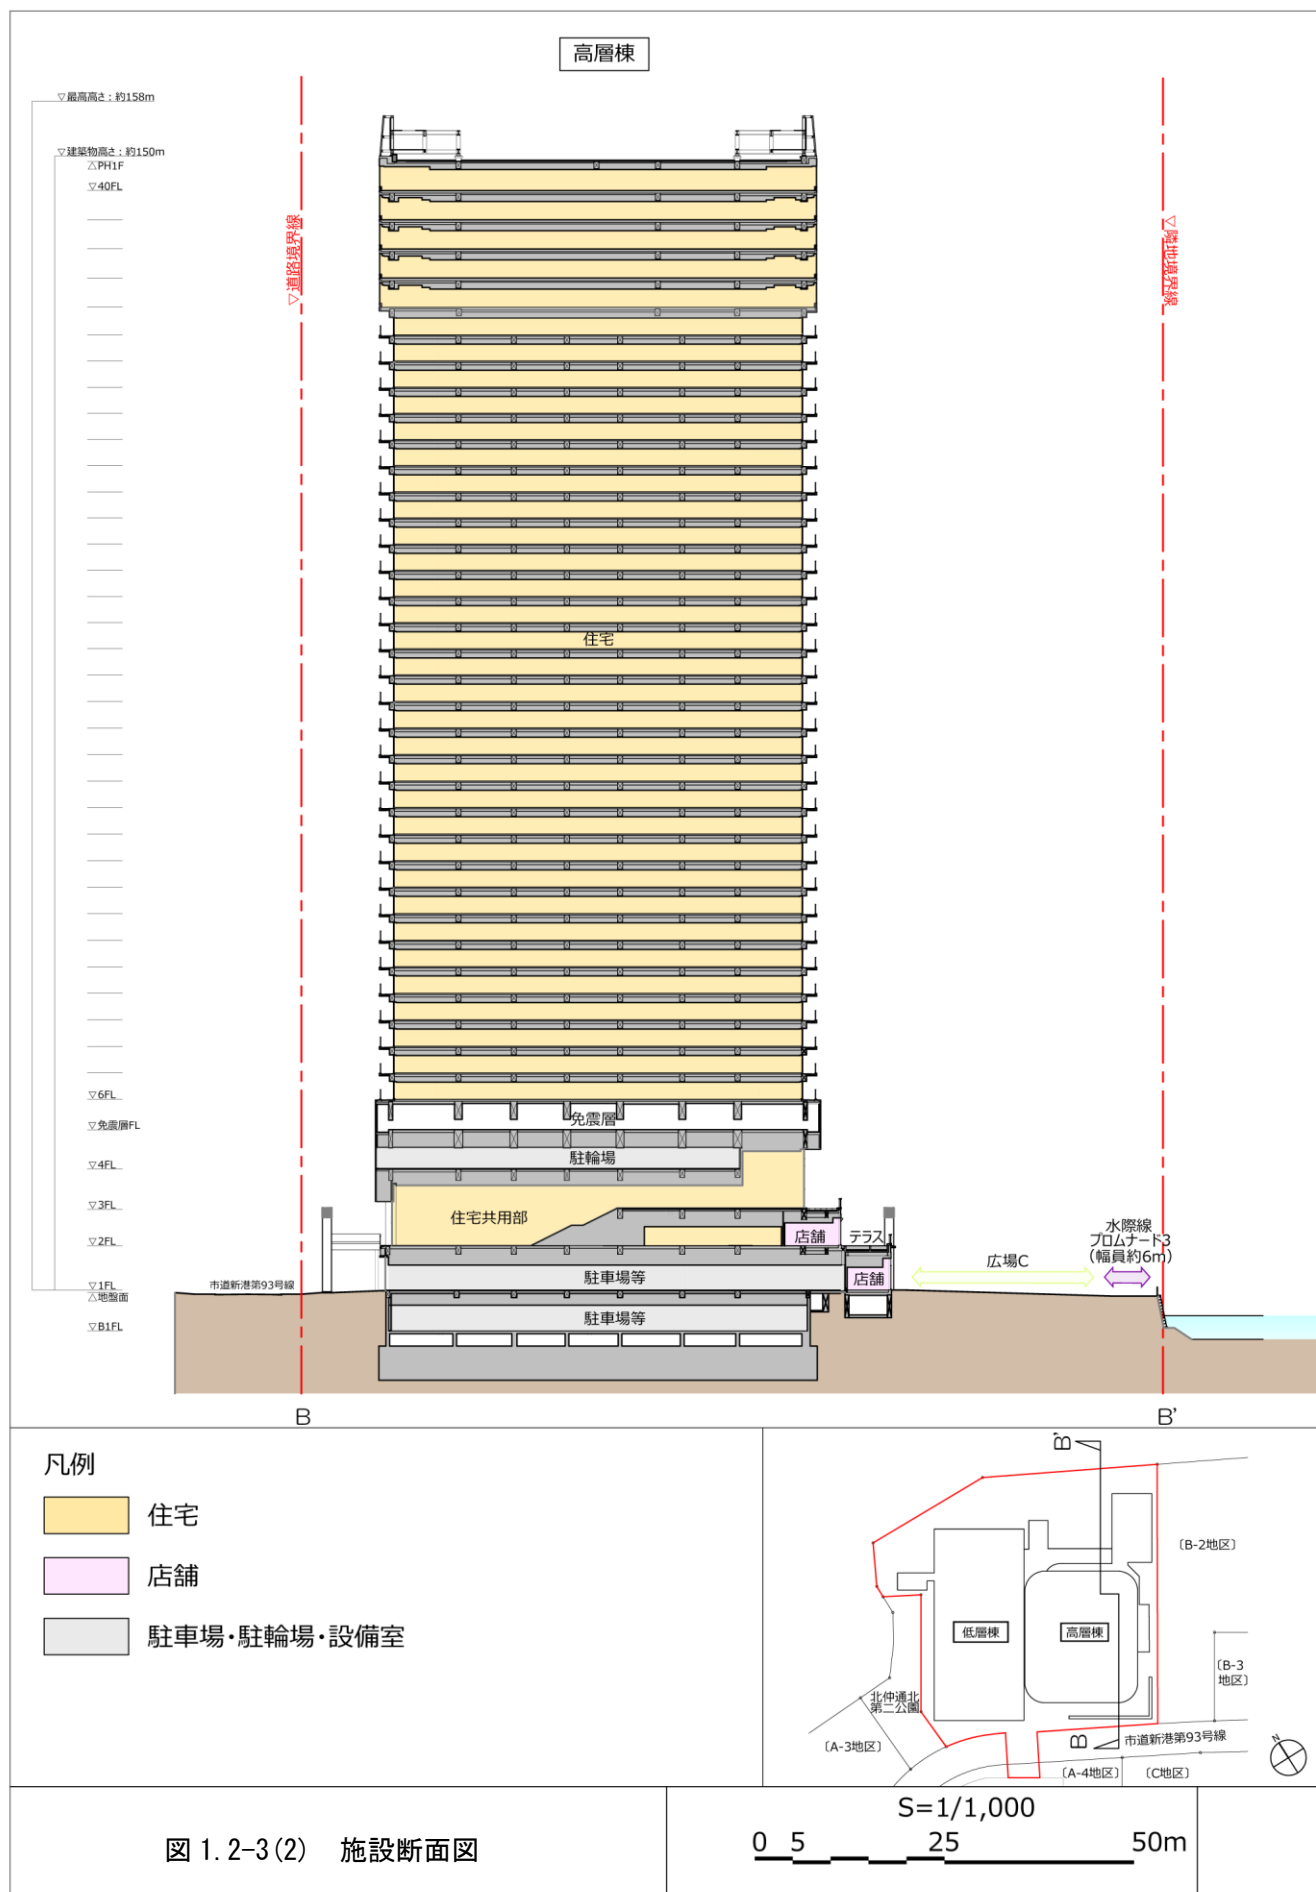 高層棟
▽最高高さ：約158m
▽建築物高さ：約150m
△PH1F
▽40FL
▽道路境界線
▽隣地境界線
住宅
▽6FL
免震層
▽免震層FL
駐輪場
▽4FL
▽3FL
住宅共用部
店舗
テラス
水際線
プロムナード3
（幅員約6m）
▽2FL
広場C
駐車場等
店舗
▽1FL
市道新港第93号線
△地盤面
駐車場等
▽B1FL
B
B'
凡例
住宅
店舗
駐車場･駐輪場･設備室
B'
〔B-2地区〕
低層棟
高層棟
〔B-3
地区〕
北仲通北
第二公園
〔A-3地区〕
B
市道新港第93号線
〔A-4地区〕
〔C地区〕
N
図 1.2-3(2)　施設断面図
S=1/1,000
0 5 25 50m